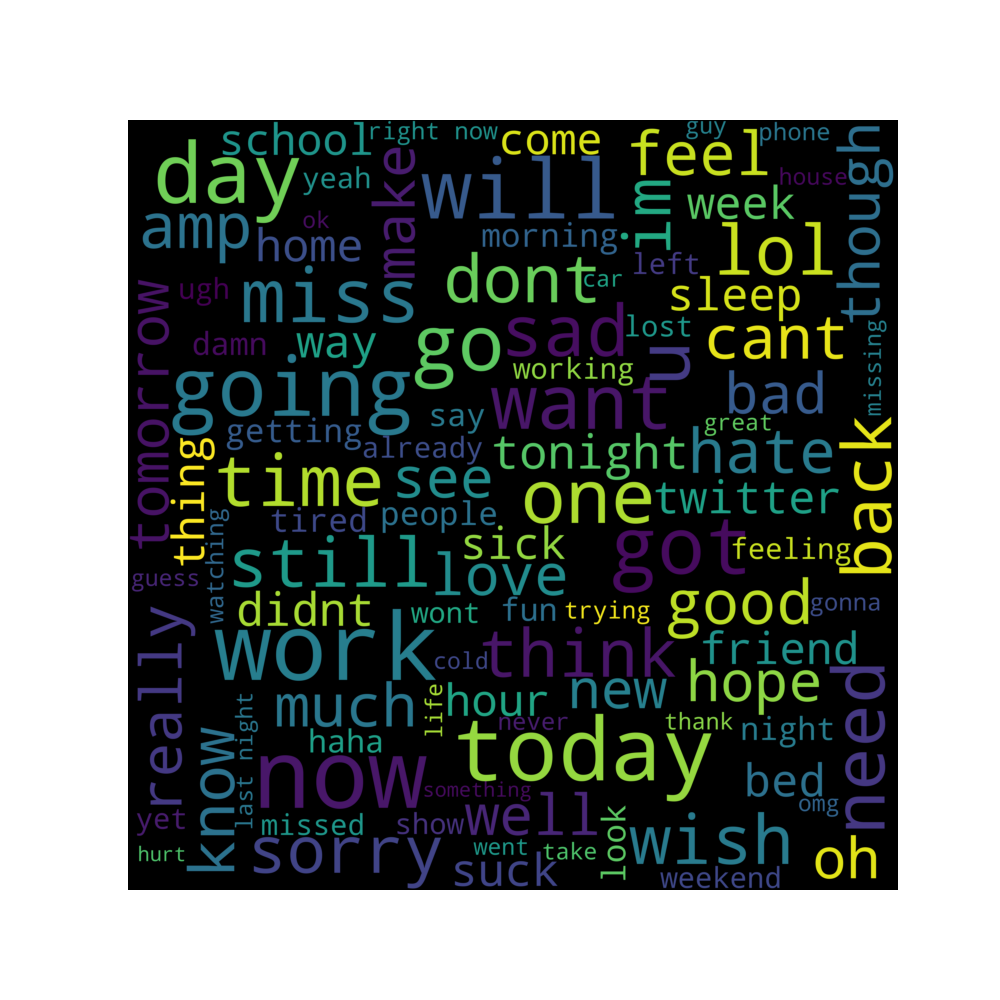 school
right now
come
guy
phone
day
yeah
make
will
feel
house
though
amp
ok
home
morning
im
week
left
lol
miss
ugh
dont
car
sleep
tomorrow
damn
way
go
sad
lost
cant
missing
going
working
u
want
bad
getting
say
already
great
thing
time
see
tonight
hate
back
tired
people
one
twitter
watching
still
love
sick
got
feeling
guess
didnt
wont
fun
trying
good
gonna
really
work
cold
think
friend
much
life
hour
new
hope
need
know
last night
haha
never
today
thank
night
now
something
bed
omg
yet
missed
show
well
look
wish
oh
hurt
sorry
went
take
suck
weekend